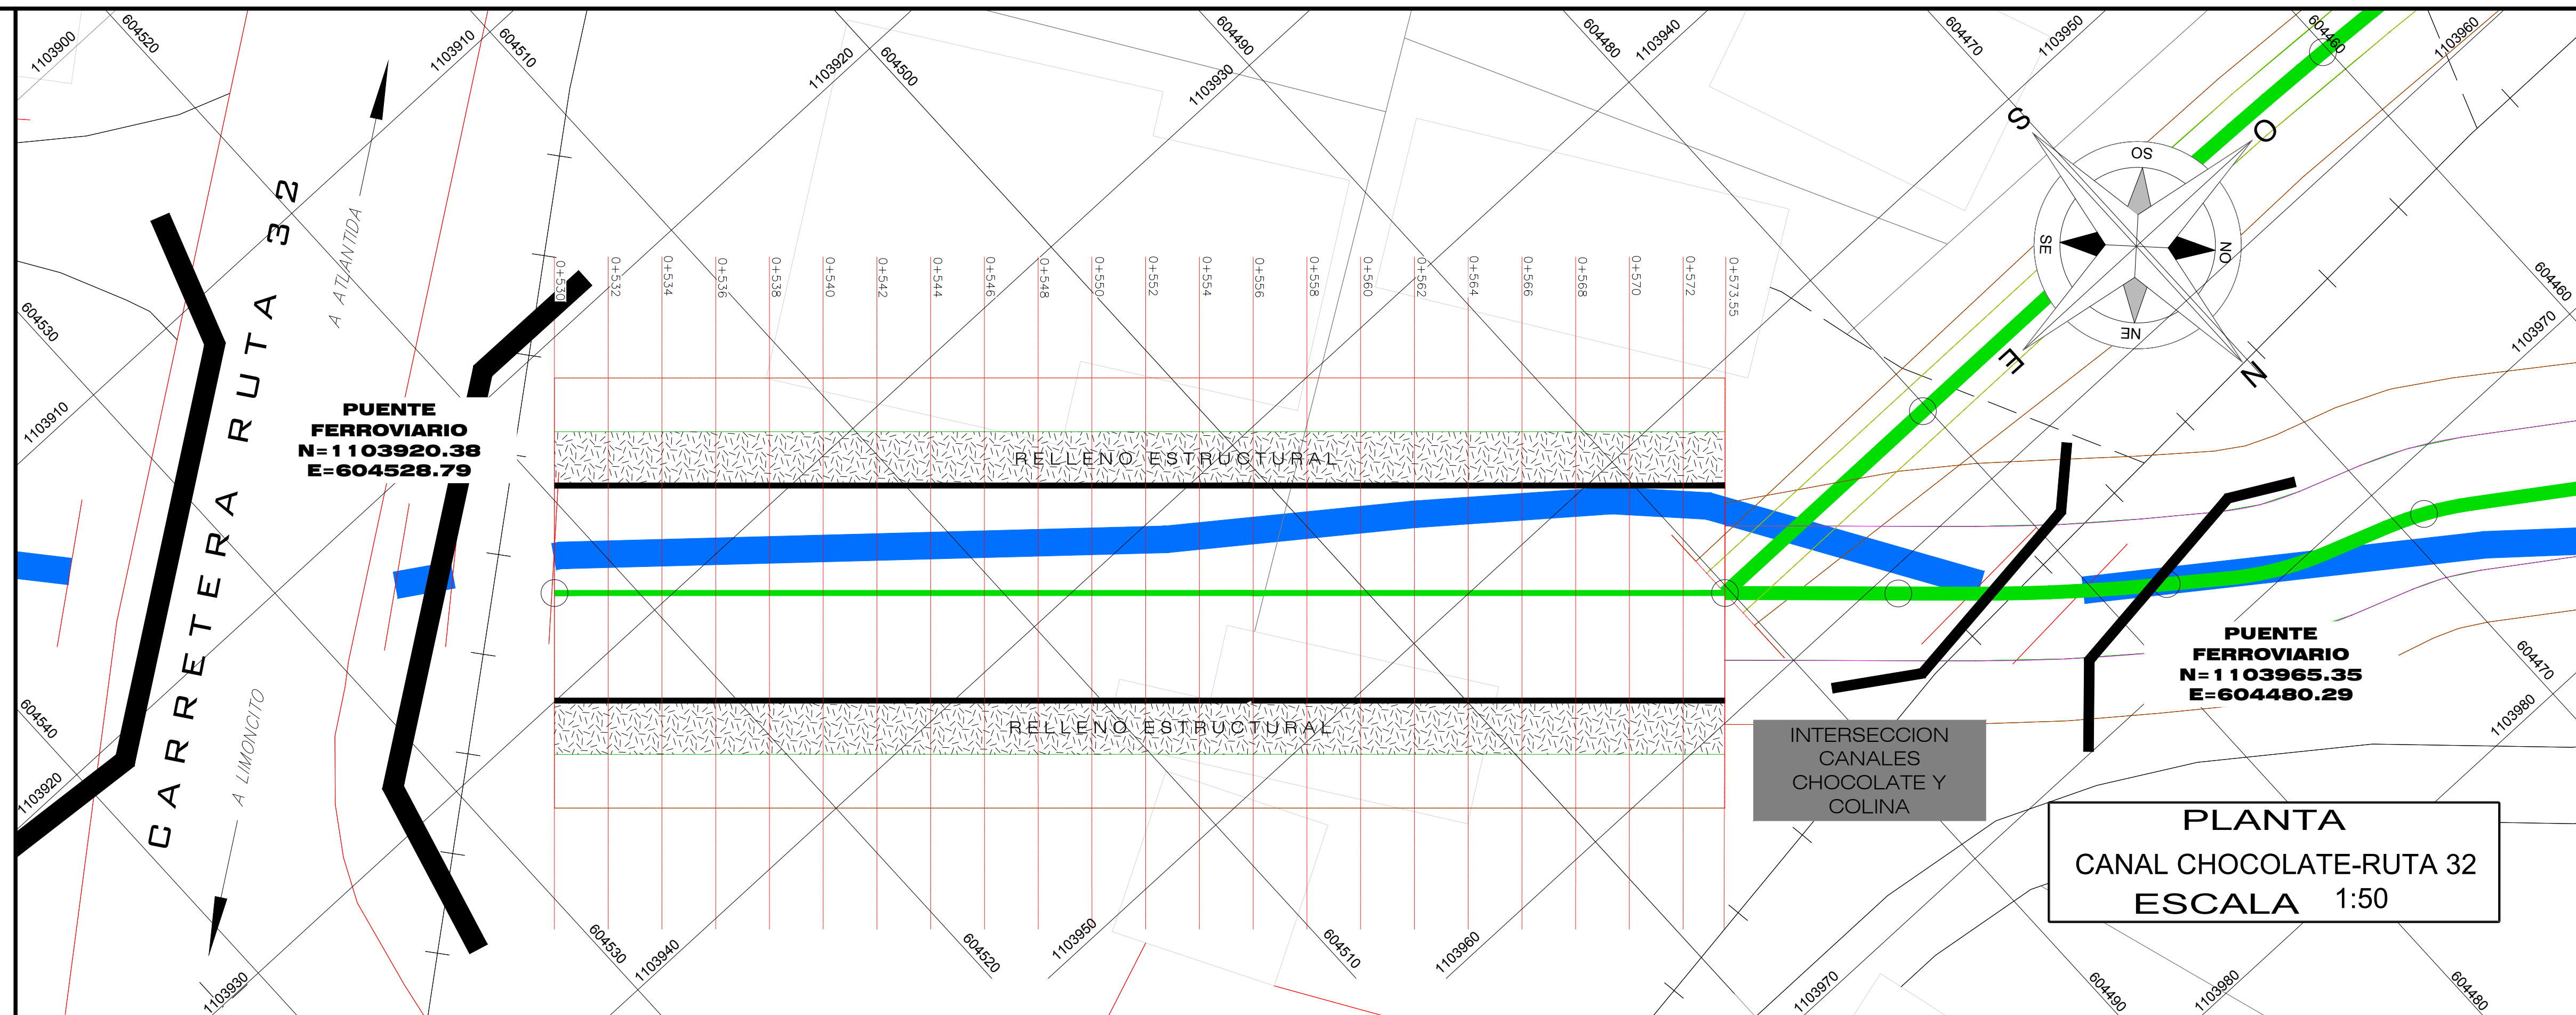 1103900
604520
1103910
604510
1103920
604500
1103930
604490
604480
1103940
604470
1103950
604460
1103960
S
O
SO
SE
NO
NE
E
N
604460
1103970
CARRETERA RUTA 32
A ATLANTIDA
A LIMONCITO
604530
1103910
604540
1103920
1103930
PUENTE
FERROVIARIO
N=1103920.38
E=604528.79
0+530
0+532
0+534
0+536
0+538
0+540
0+542
0+544
0+546
0+548
0+550
0+552
0+554
0+556
0+558
0+560
0+562
0+564
0+566
0+568
0+570
0+572
0+573.55
RELLENO ESTRUCTURAL
RELLENO ESTRUCTURAL
PUENTE
FERROVIARIO
N=1103965.35
E=604480.29
604470
1103980
INTERSECCION
CANALES
CHOCOLATE Y
COLINA
PLANTA
CANAL CHOCOLATE-RUTA 32
ESCALA 1:50
604530
1103940
604520
1103950
604510
1103960
1103970
604490
1103980
604480